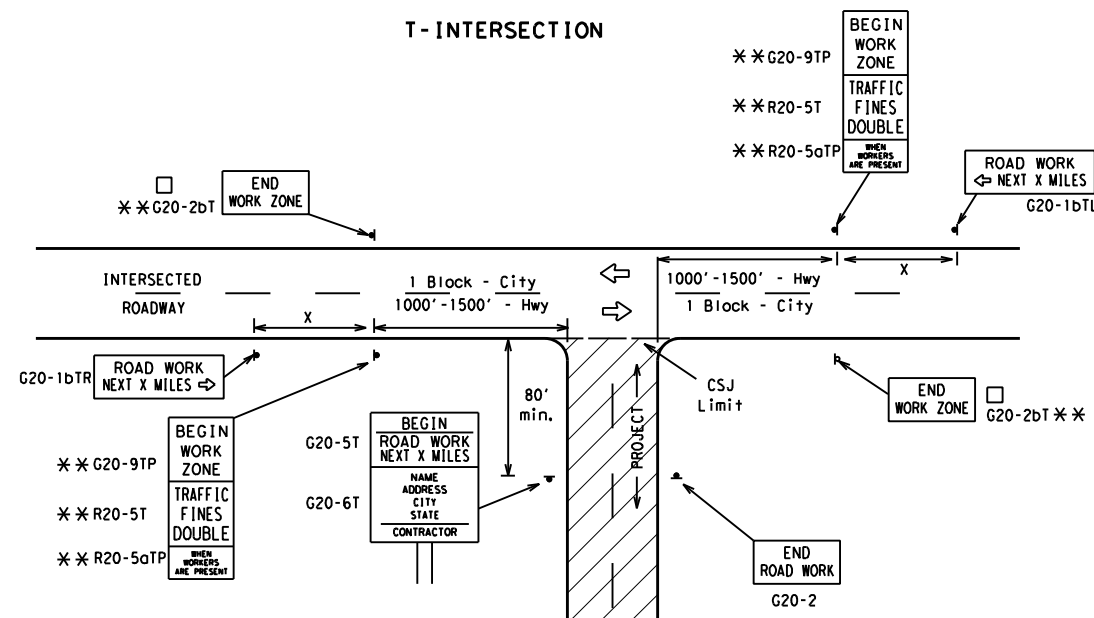 T-INTERSECTION
BEGIN
WORK
ZONE
TRAFFIC
FINES
DOUBLE
WHEN
WORKERS
ARE PRESENT
**G20-9TP
**R20-5T
**R20-5aTP
ROAD WORK
⇦ NEXT X MILES
G20-1bTL
□
**G20-2bT
END
WORK ZONE
INTERSECTED
ROADWAY
1 Block - City
1000'-1500' - Hwy
X
1000'-1500' - Hwy
1 Block - City
X
G20-1bTR
ROAD WORK
NEXT X MILES ⇨
80'
min.
CSJ
Limit
PROJECT
END
WORK ZONE
□
G20-2bT **
BEGIN
WORK
ZONE
TRAFFIC
FINES
DOUBLE
WHEN
WORKERS
ARE PRESENT
**G20-9TP
**R20-5T
**R20-5aTP
G20-5T
BEGIN
ROAD WORK
NEXT X MILES
G20-6T
NAME
ADDRESS
CITY
STATE
CONTRACTOR
END
ROAD WORK
G20-2